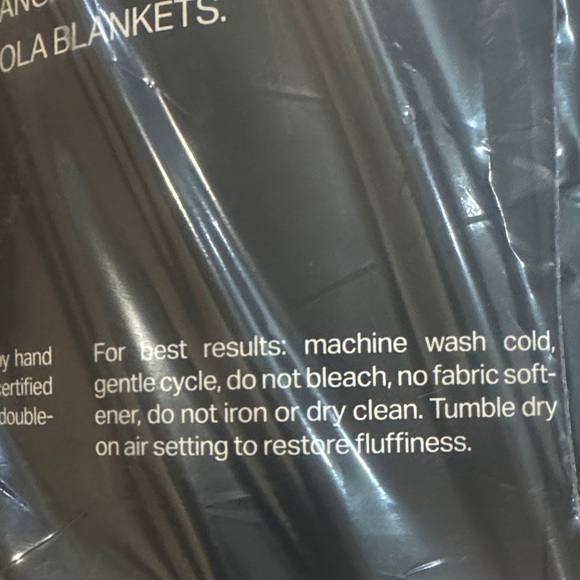 OLA BLANKETS.
hand
ertified
double-
For best results: machine wash cold,
gentle cycle, do not bleach, no fabric soft-
ener, do not iron or dry clean. Tumble dry
on air setting to restore fluffiness.